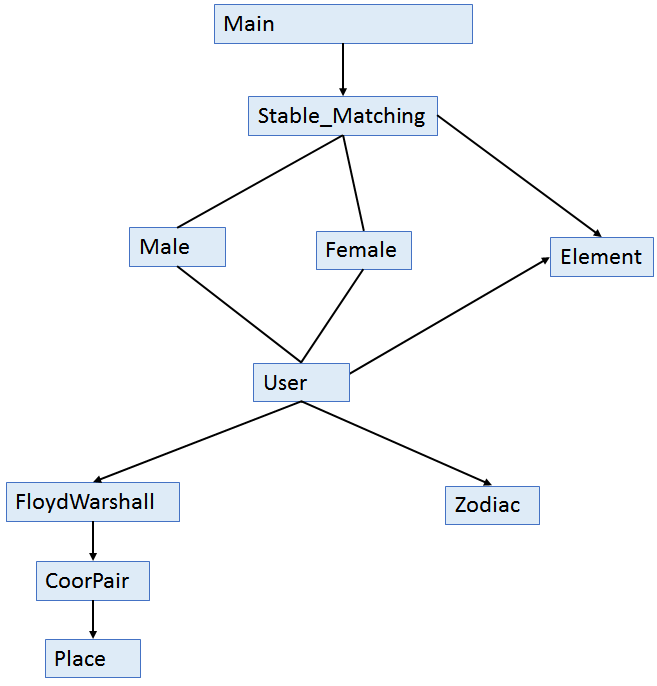 Main
Stable_Matching
Male
Female
Element
User
FloydWarshall
Zodiac
CoorPair
Place